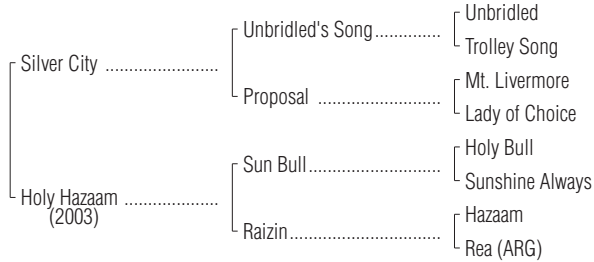 Unbridled
Unbridled's Song..............
Trolley Song
Silver City ........................
Mt. Livermore
Proposal ..........................
Lady of Choice
Holy Bull
Sun Bull............................
Sunshine Always
Holy Hazaam ....................
(2003)
Hazaam
Raizin................................
Rea (ARG)